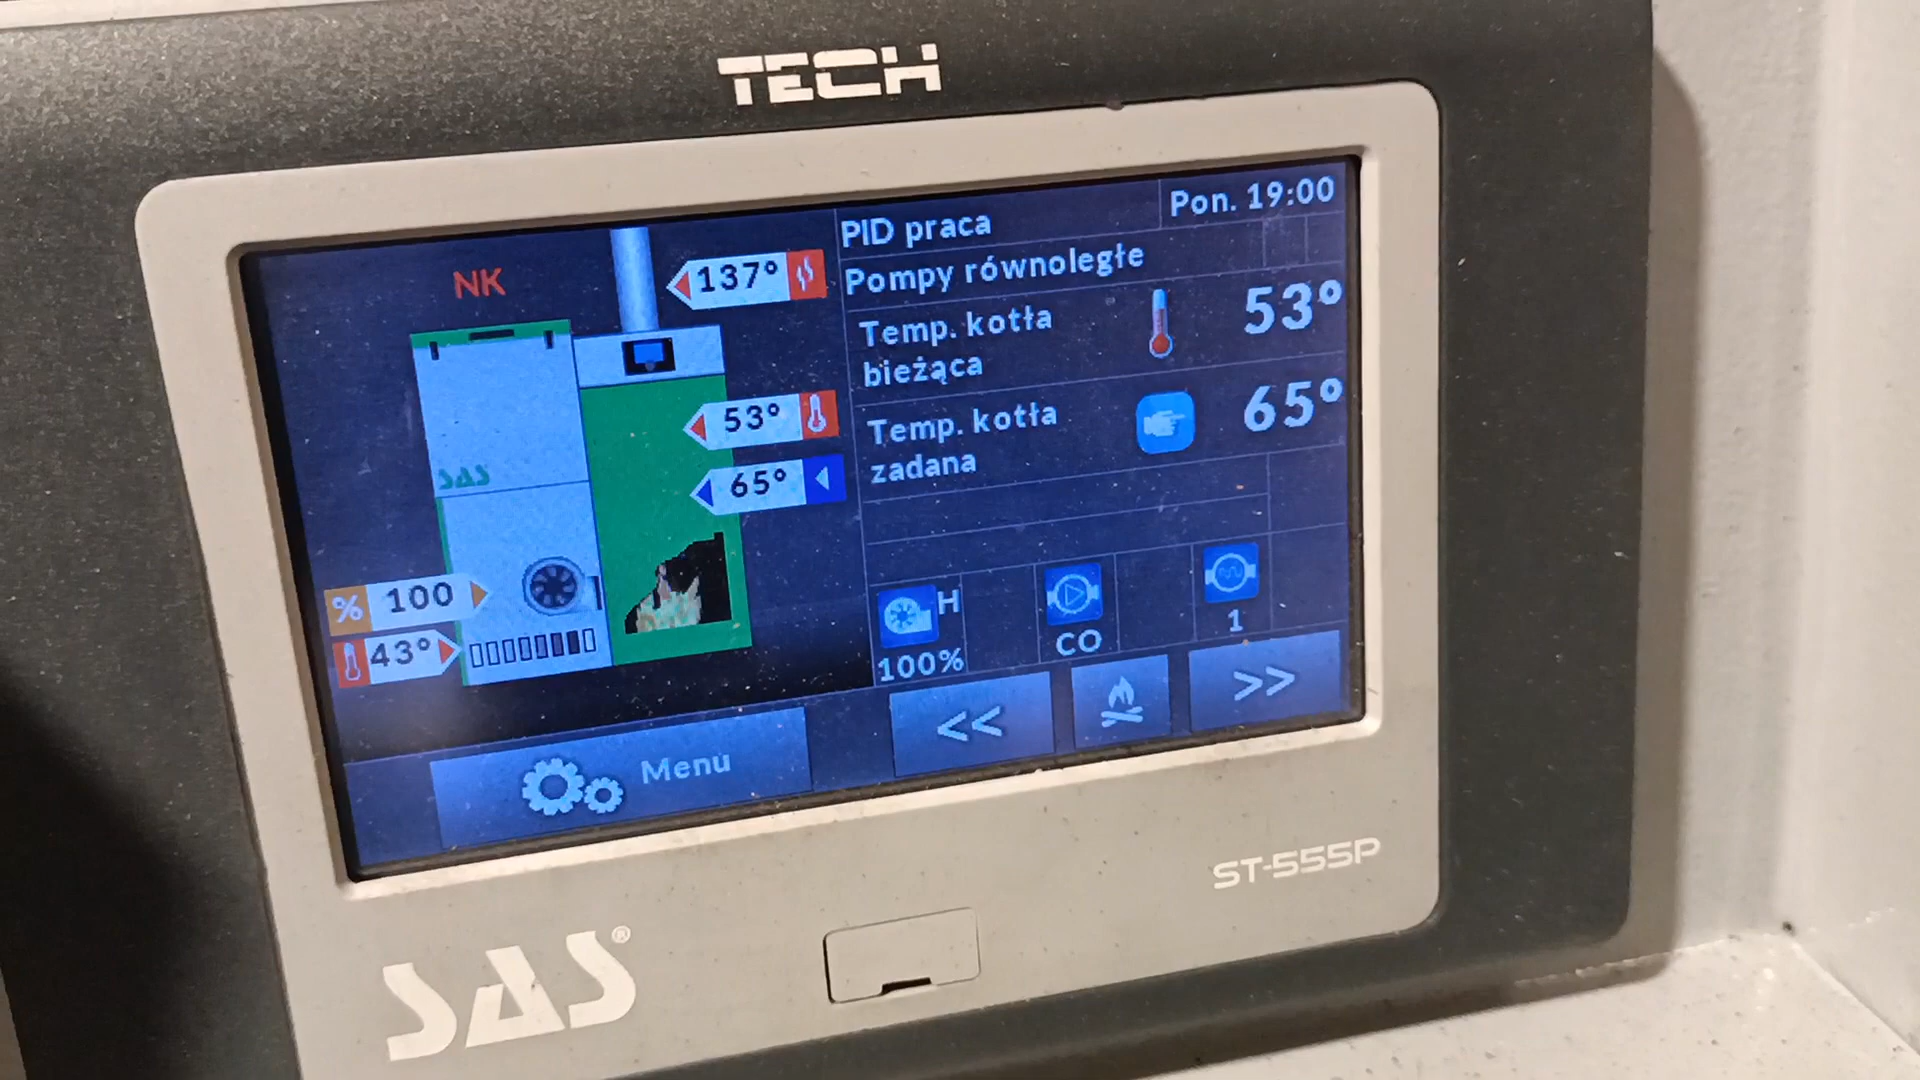 TECH
Pon. 19:00
PID praca
Pompy równoległe
NK
137°
Temp. kotła
bieżąca
53°
53°
Temp. kotła
zadana
65°
65°
SAS
% 100
43°
H
100%
CO
1
<<
>>
Menu
ST-555P
SAS®